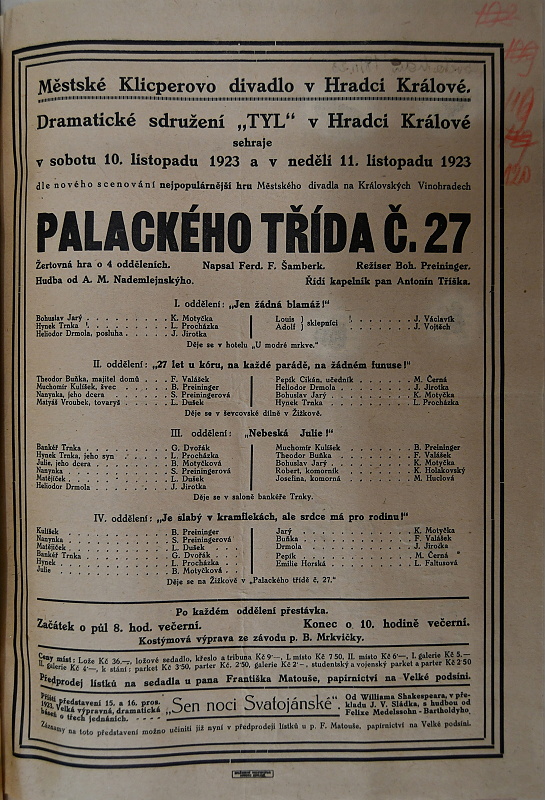 120
Městské Klicperovo divadlo v Hradci Králové.
Dramatické sdružení „TYL" v Hradci Králové
sehraje
v sobotu 10. listopadu 1923 a v neděli 11. listopadu 1923
dle nového scenování nejpopulárnější hru Městského divadla na Královských Vinohradech
PALACKÉHO TŘÍDA Č. 27
Žertovná hra o 4 odděleních. Napsal Ferd. F. Šamberk. Režiser Boh. Preininger.
Hudba od A. M. Nademlejnskýho. Řídí kapelník pan Antonín Tříška.
I. oddělení: „Jen žádná blamáž!"
Bohuslav Jarý . . . . . K. Motyčka
Hynek Trnka . . . . . L. Procházka
Heliodor Drmola, posluha . . J. Jirotka
Louis } sklepníci . . . . . J. Václavík
Adolf } . . . . . J. Vojtěch
Děje se v hotelu „U modré mrkve."
II. oddělení: „27 let u kóru, na každé parádě, na žádném funuse!"
Theodor Buňka, majitel domů . . F. Valášek
Muchomír Kulíšek, švec . . . B. Preininger
Nanynka, jeho dcera . . . S. Preiningerová
Matyáš Vroubek, tovaryš . . . L. Dušek
Pepík Cikán, učedník . . . . M. Černá
Heliodor Drmola . . . . . J. Jirotka
Bohuslav Jarý . . . . . K. Motyčka
Hynek Trnka . . . . . L. Procházka
Děje se v ševcovské dílně v Žižkově.
III. oddělení: „Nebeská Julie!"
Bankéř Trnka . . . . . G. Dvořák
Hynek Trnka, jeho syn . . . L. Procházka
Julie, jeho dcera . . . . B. Motyčková
Nanynka . . . . . S. Preiningerová
Matějíček . . . . . L. Dušek
Heliodor Drmola . . . . . J. Jirotka
Muchomír Kulíšek . . . . . B. Preininger
Theodor Buňka . . . . . F. Valášek
Bohuslav Jarý . . . . . K. Motyčka
Robert, komorník . . . . . K. Holakovský
Josefina, komorná . . . . . M. Huclová
Děje se v saloně bankéře Trnky.
IV. oddělení: „Je slabý v kramflekách, ale srdce má pro rodinu!"
Kulíšek . . . . . B. Preininger
Nanynka . . . . . S. Preiningerová
Matějíček . . . . . L. Dušek
Bankéř Trnka . . . . . G. Dvořák
Hynek . . . . . L. Procházka
Julie . . . . . B. Motyčková
Jarý . . . . . K. Motyčka
Buňka . . . . . F. Valášek
Drmola . . . . . J. Jirotka
Pepík . . . . . M. Černá
Emilie Horská . . . . . L. Faltusová
Děje se na Žižkově v „Palackého třídě č. 27."
Po každém oddělení přestávka.
Začátek o půl 8. hod. večerní. Konec o 10. hodině večerní.
Kostýmová výprava ze závodu p. B. Mrkvičky.
Ceny míst: Lože Kč 36.—, ložové sedadlo, křeslo a tribuna Kč 9·—, I. místo Kč 7 50, II. místo Kč 6·—, I. galerie Kč 5.—
II. galerie Kč 4·—, k stání: parket Kč 3·50, parter Kč. 2·50, galerie Kč 2·-, studentský a vojenský parket a parter Kč 2·50
Předprodej lístků na sedadla u pana Františka Matouše, papírnictví na Velké podsíni.
Příští představení 15. a 16. pros.
1923. Velká výpravná, dramatická
báseň o třech jednáních. . . .
„Sen noci Svatojánské"
Od Williama Shakespeara, v pře-
kladu J. V. Sládka, s hudbou od
Felixe Medelssohn - Bartholdyho.
Záznamy na toto představení možno učiniti již nyní v předprodeji lístků u p. F. Matouše, papírnictví na Velké podsíni.